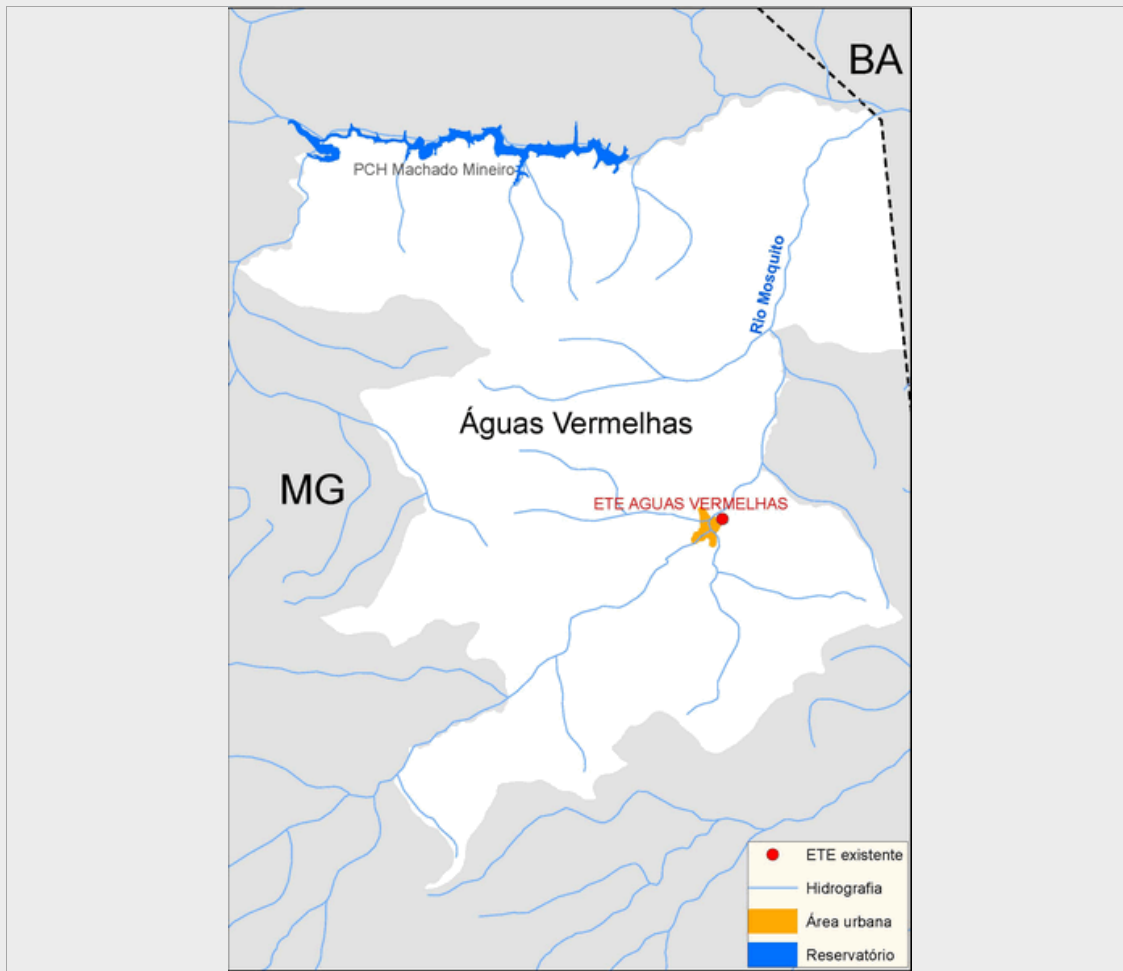 BA
PCH Machado Mineiro
Rio Mosquito
Águas Vermelhas
MG
ETE AGUAS VERMELHAS
ETE existente
Hidrografia
Área urbana
Reservatório